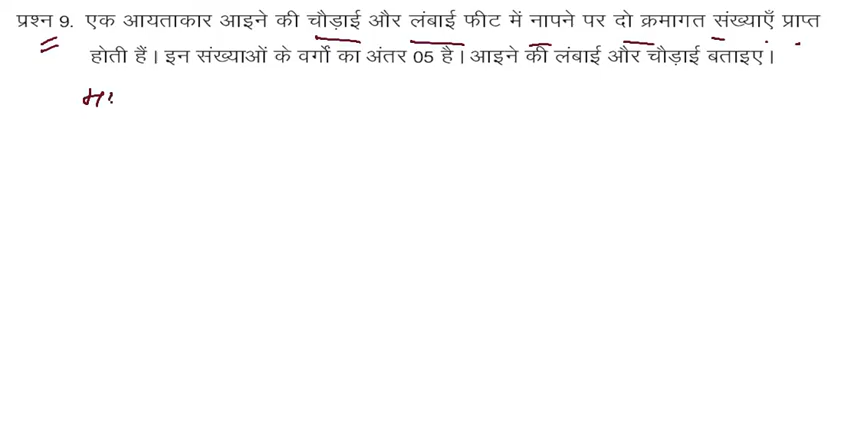 प्रश्न 9. एक आयताकार आइने की चौड़ाई और लंबाई फीट में नापने पर दो क्रमागत संख्याएँ प्राप्त
होती हैं। इन संख्याओं के वर्गों का अंतर 05 है। आइने की लंबाई और चौड़ाई बताइए।